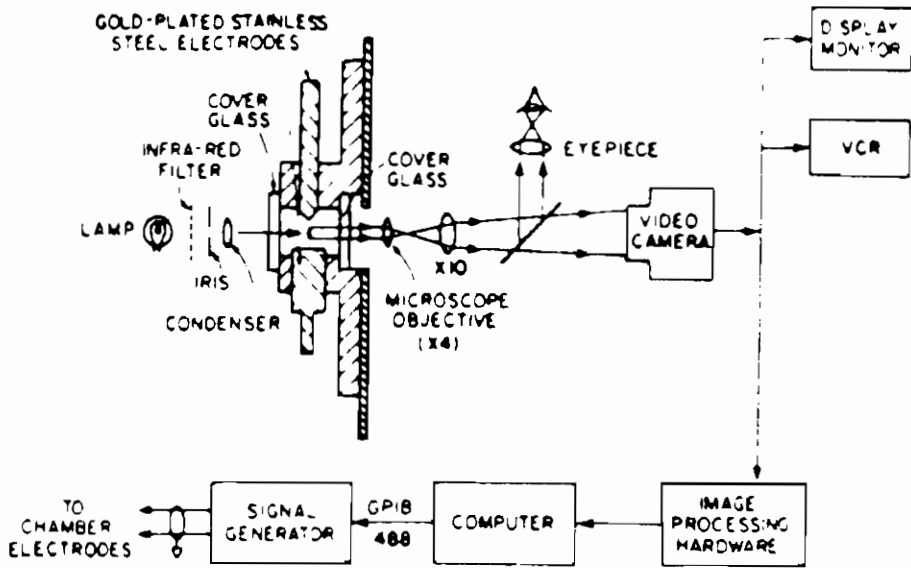 GOLD-PLATED STAINLESS
STEEL ELECTRODES
COVER
GLASS
INFRA-RED
FILTER
LAMP
IRIS
CONDENSER
COVER
GLASS
EYEPIECE
X10
MICROSCOPE
OBJECTIVE
(X4)
VIDEO
CAMERA
DISPLAY
MONITOR
VCR
TO
CHAMBER
ELECTRODES
SIGNAL
GENERATOR
GPIB
488
COMPUTER
IMAGE
PROCESSING
HARDWARE